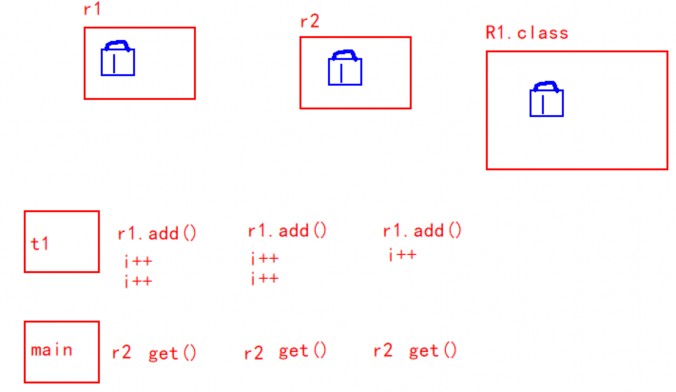 r1
r2
R1.class
t1
r1.add() r1.add() r1.add()
i++ i++ i++
i++ i++
main
r2 get() r2 get() r2 get()